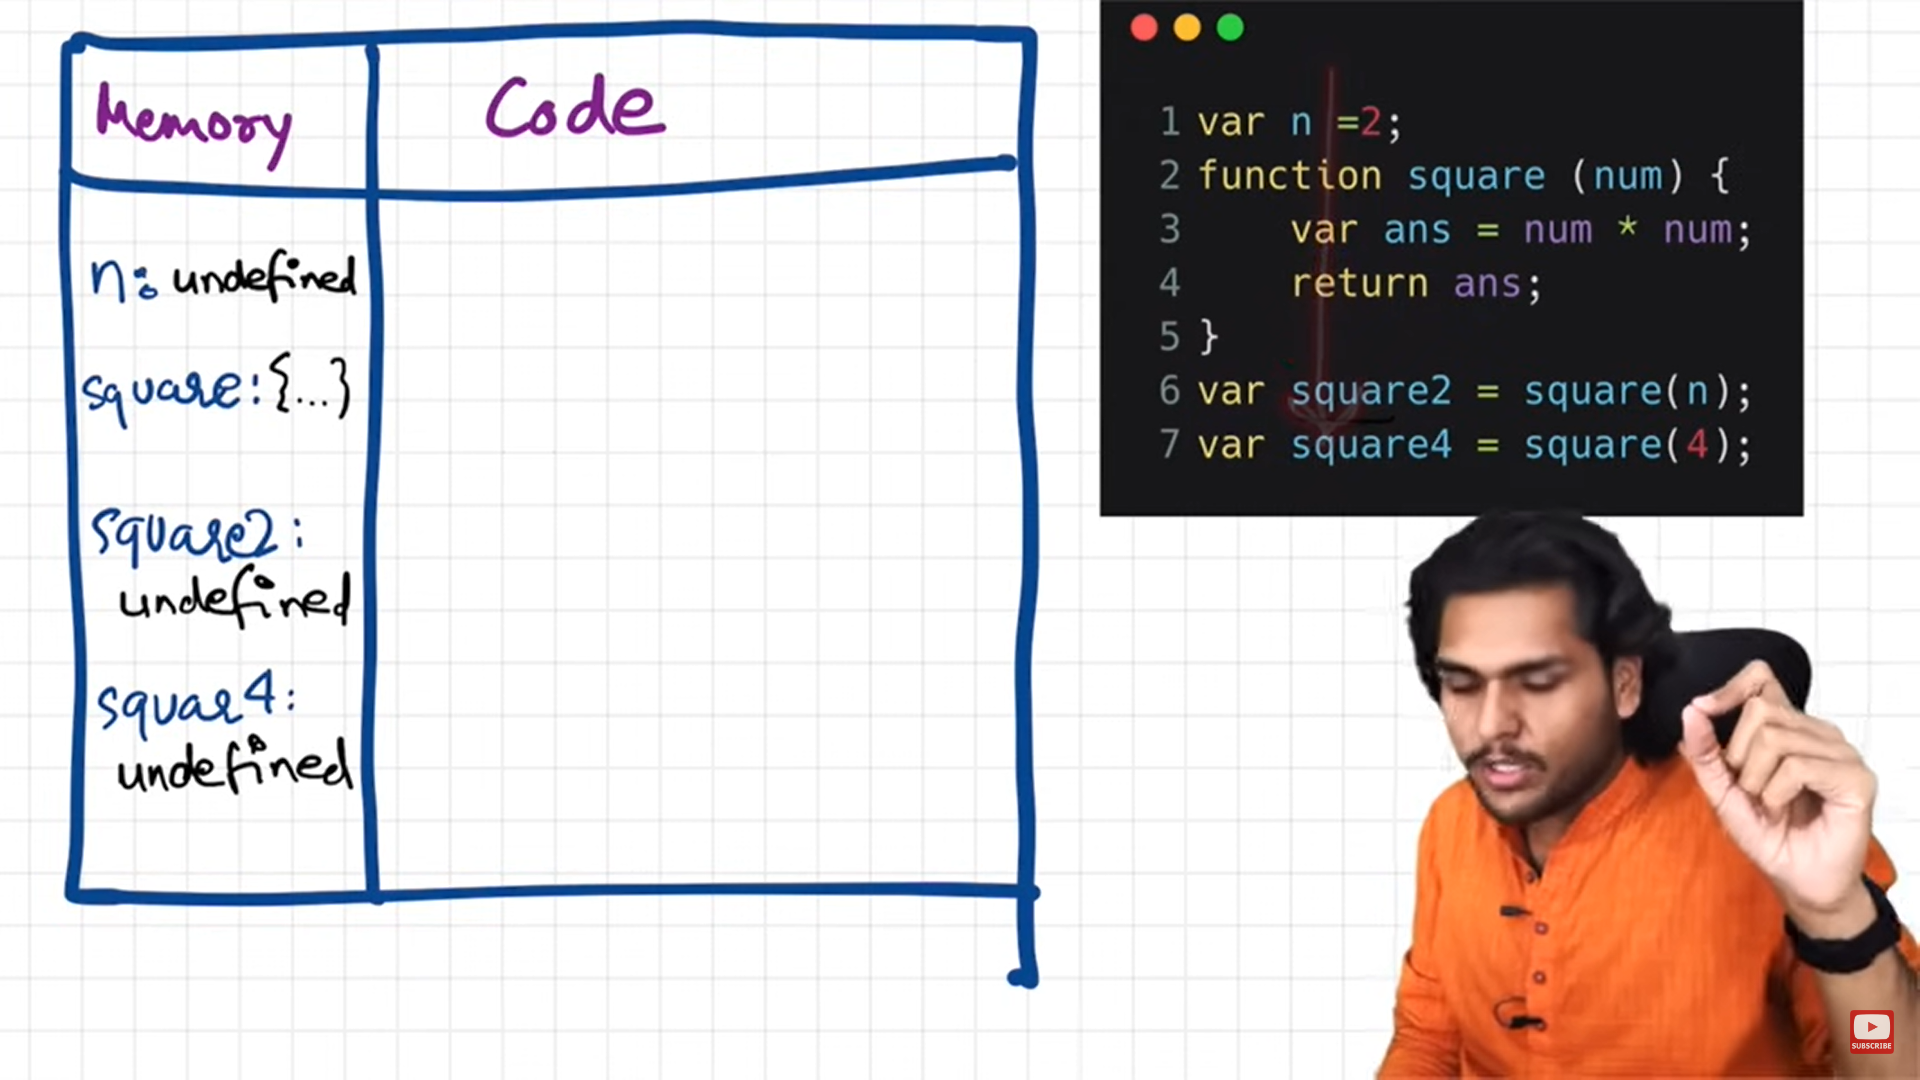 Memory
Code
n: undefined
square: {...}
square2:
undefined
squar4:
undefined
1 var n =2;
2 function square (num) {
3 var ans = num * num;
4 return ans;
5 }
6 var square2 = square(n);
7 var square4 = square(4);
SUBSCRIBE